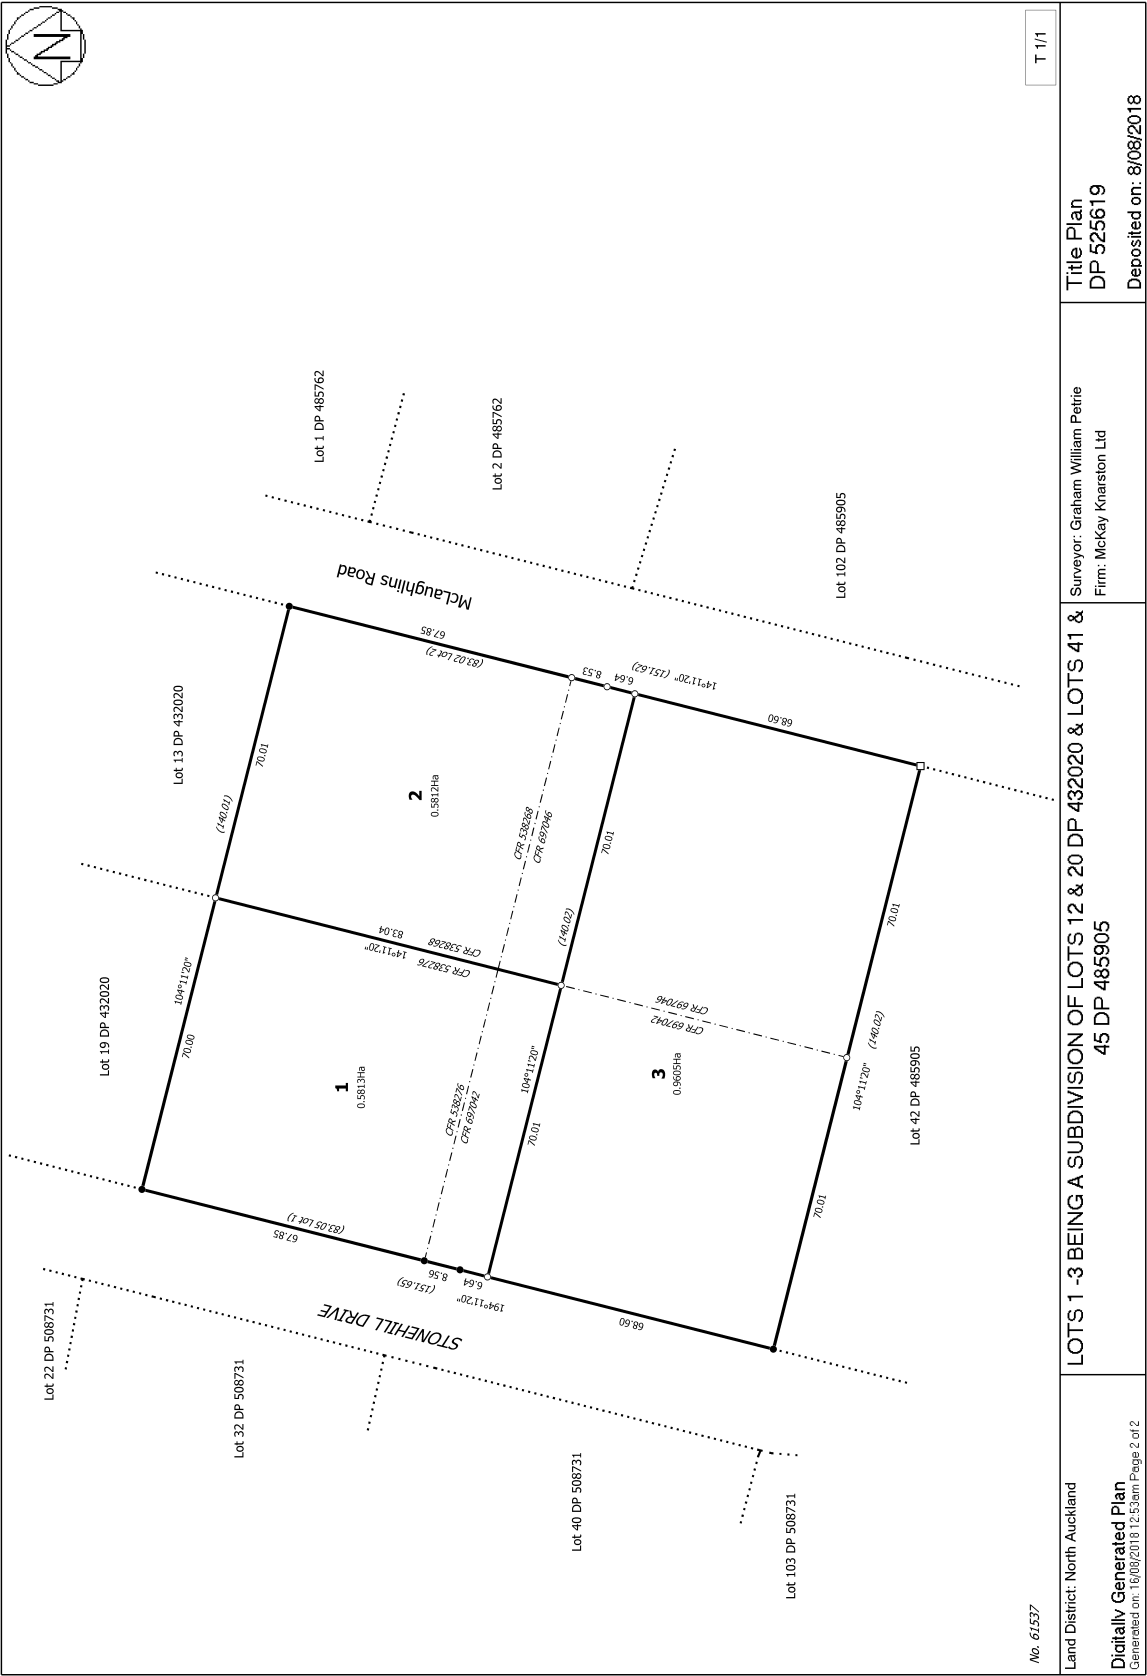 N
T 1/1
Lot 22 DP 508731
Lot 19 DP 432020
Lot 13 DP 432020
Lot 1 DP 485762
104°11'20"
70.00
(140.01)
70.01
McLaughlins Road
Lot 32 DP 508731
67.85
(83.05 Lot 1)
1
0.5813Ha
14°11'20"
83.04
CFR 538276
CFR 538268
2
0.5812Ha
67.85
(83.02 Lot 2)
Lot 2 DP 485762
STONEHILL DRIVE
(151.65)
8.56
6.64
194°11'20"
CFR 538276
CFR 697042
CFR 538268
CFR 697046
8.53
6.64
(151.62)
14°11'20"
104°11'20"
70.01
(140.02)
70.01
Lot 40 DP 508731
68.60
3
0.9605Ha
CFR 697042
CFR 697046
68.60
Lot 102 DP 485905
Lot 103 DP 508731
70.01
104°11'20"
(140.02)
70.01
Lot 42 DP 485905
No. 61537
Land District: North Auckland
Digitally Generated Plan
Generated on: 16/08/2018 12:53am Page 2 of 2
LOTS 1 -3 BEING A SUBDIVISION OF LOTS 12 & 20 DP 432020 & LOTS 41 &
45 DP 485905
Surveyor: Graham William Petrie
Firm: McKay Knarston Ltd
Title Plan
DP 525619
Deposited on: 8/08/2018